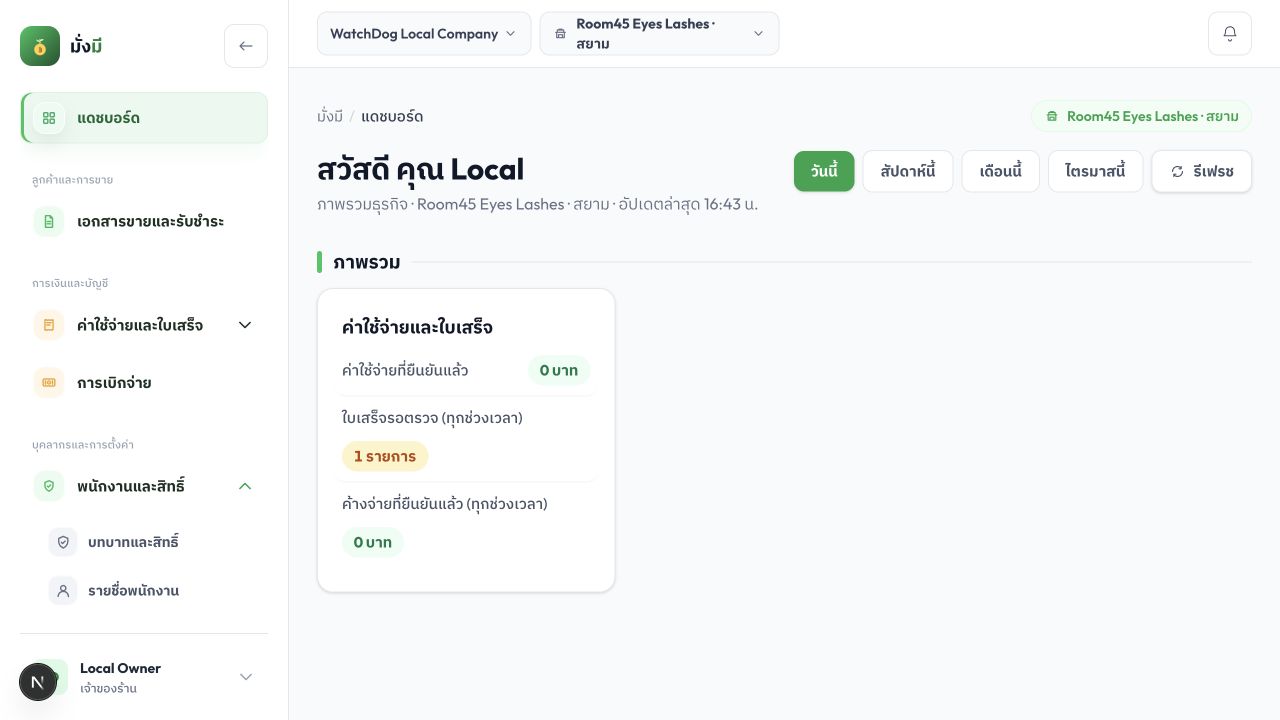 มั่งมี
แดชบอร์ด
ลูกค้าและการขาย
เอกสารขายและรับชำระ
การเงินและบัญชี
ค่าใช้จ่ายและใบเสร็จ
การเบิกจ่าย
บุคลากรและการตั้งค่า
พนักงานและสิทธิ์
บทบาทและสิทธิ์
รายชื่อพนักงาน
Local Owner
เจ้าของร้าน
N
WatchDog Local Company
Room45 Eyes Lashes ·
สยาม
มั่งมี / แดชบอร์ด
Room45 Eyes Lashes · สยาม
สวัสดี คุณ Local
วันนี้ สัปดาห์นี้ เดือนนี้ ไตรมาสนี้ รีเฟรช
ภาพรวมธุรกิจ · Room45 Eyes Lashes · สยาม · อัปเดตล่าสุด 16:43 น.
ภาพรวม
ค่าใช้จ่ายและใบเสร็จ
ค่าใช้จ่ายที่ยืนยันแล้ว 0 บาท
ใบเสร็จรอตรวจ (ทุกช่วงเวลา)
1 รายการ
ค้างจ่ายที่ยืนยันแล้ว (ทุกช่วงเวลา)
0 บาท